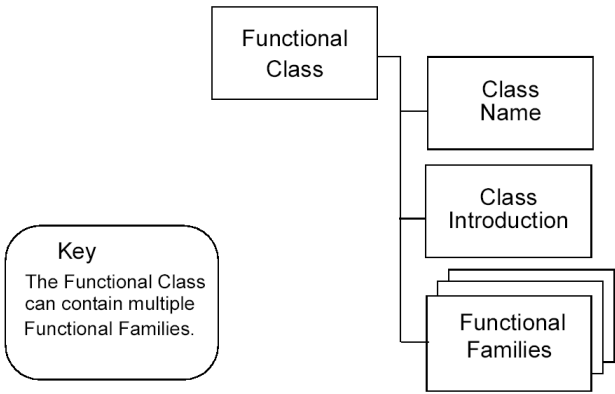 Functional
Class
Class
Name
Class
Introduction
Key
The Functional Class
can contain multiple
Functional Families.
Functional
Families